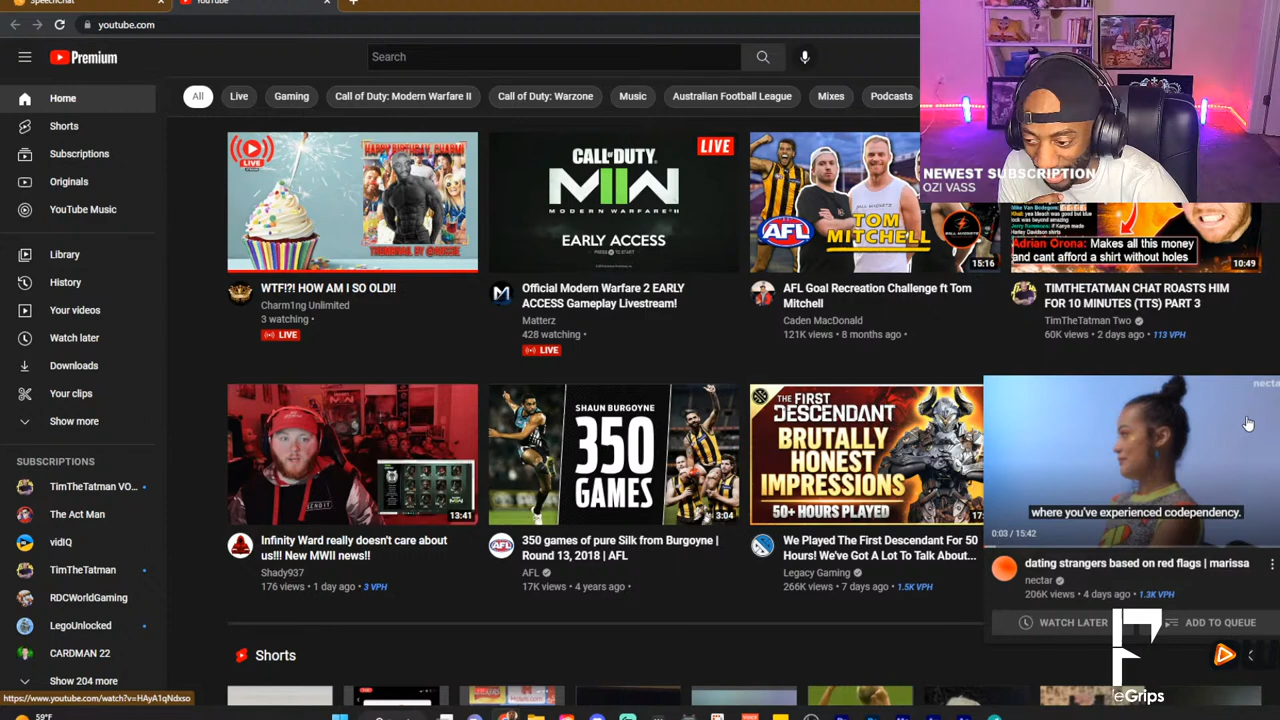 SpeechChat
YouTube
youtube.com
Premium
Search
Home
Shorts
Subscriptions
Originals
YouTube Music
Library
History
Your videos
Watch later
Downloads
Your clips
Show more
SUBSCRIPTIONS
TimTheTatman VO...
The Act Man
vidIQ
TimTheTatman
RDCWorldGaming
LegoUnlocked
CARDMAN 22
Show 204 more
https://www.youtube.com/watch?v=HAyA1qNdxso
59°F
All
Live
Gaming
Call of Duty: Modern Warfare II
Call of Duty: Warzone
Music
Australian Football League
Mixes
Podcasts
NEWEST SUBSCRIPTION
OZI VASS
LIVE
HAPPY BIRTHDAY, CHARM!
WTF!?! HOW AM I SO OLD!!
Charm1ng Unlimited
3 watching •
LIVE
CALL OF DUTY
MWII
MODERN WARFARE II
EARLY ACCESS
LIVE
Official Modern Warfare 2 EARLY
ACCESS Gameplay Livestream!
Matterz
428 watching •
LIVE
AFL
TOM
MITCHELL
15:16
AFL Goal Recreation Challenge ft Tom
Mitchell
Caden MacDonald
121K views • 8 months ago •
Adrian Orona: Makes all this money
and cant afford a shirt without holes
10:49
TIMTHETATMAN CHAT ROASTS HIM
FOR 10 MINUTES (TTS) PART 3
TimTheTatman Two
60K views • 2 days ago • 113 VPH
13:41
Infinity Ward really doesn't care about
us!!! New MWII news!!
Shady937
176 views • 1 day ago • 3 VPH
SHAUN BURGOYNE
350
GAMES
3:04
350 games of pure Silk from Burgoyne |
Round 13, 2018 | AFL
AFL
17K views • 4 years ago •
THE FIRST
DESCENDANT
BRUTALLY
HONEST
IMPRESSIONS
50+ HOURS PLAYED
17:
We Played The First Descendant For 50
Hours! We've Got A Lot To Talk About...
Legacy Gaming
266K views • 7 days ago • 1.5K VPH
necta
where you've experienced codependency.
0:03 / 15:42
dating strangers based on red flags | marissa
nectar
206K views • 4 days ago • 1.3K VPH
WATCH LATER
ADD TO QUEUE
Shorts
eGrips